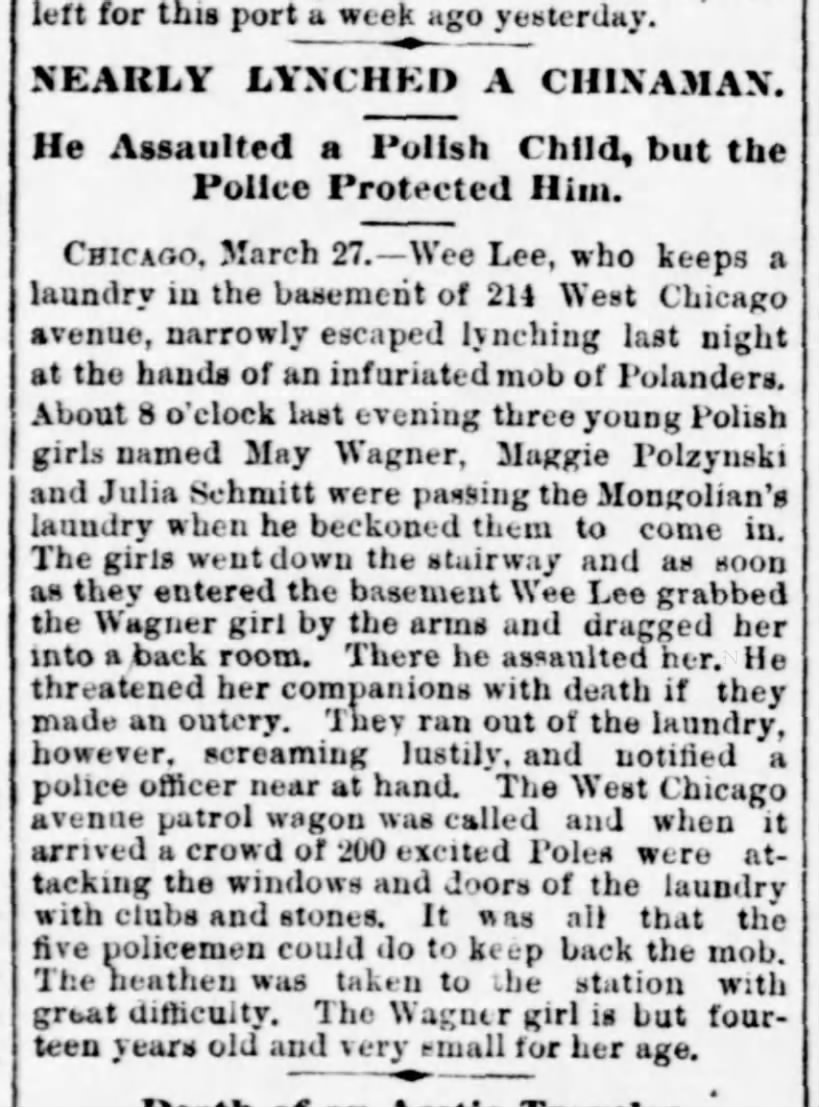 left for this port a week ago yesterday.
NEARLY LYNCHED A CHINAMAN.
He Assaulted a Polish Child, but the
Police Protected Him.
CHICAGO, March 27.—Wee Lee, who keeps a
laundry in the basement of 214 West Chicago
avenue, narrowly escaped lynching last night
at the hands of an infuriated mob of Polanders.
About 8 o'clock last evening three young Polish
girls named May Wagner, Maggie Polzynski
and Julia Schmitt were passing the Mongolian's
laundry when he beckoned them to come in.
The girls went down the stairway and as soon
as they entered the basement Wee Lee grabbed
the Wagner girl by the arms and dragged her
into a back room. There he assaulted her. He
threatened her companions with death if they
made an outcry. They ran out of the laundry,
however, screaming lustily, and notified a
police officer near at hand. The West Chicago
avenue patrol wagon was called and when it
arrived a crowd of 200 excited Poles were at-
tacking the windows and doors of the laundry
with clubs and stones. It was all that the
five policemen could do to keep back the mob.
The heathen was taken to the station with
great difficulty. The Wagner girl is but four-
teen years old and very small for her age.